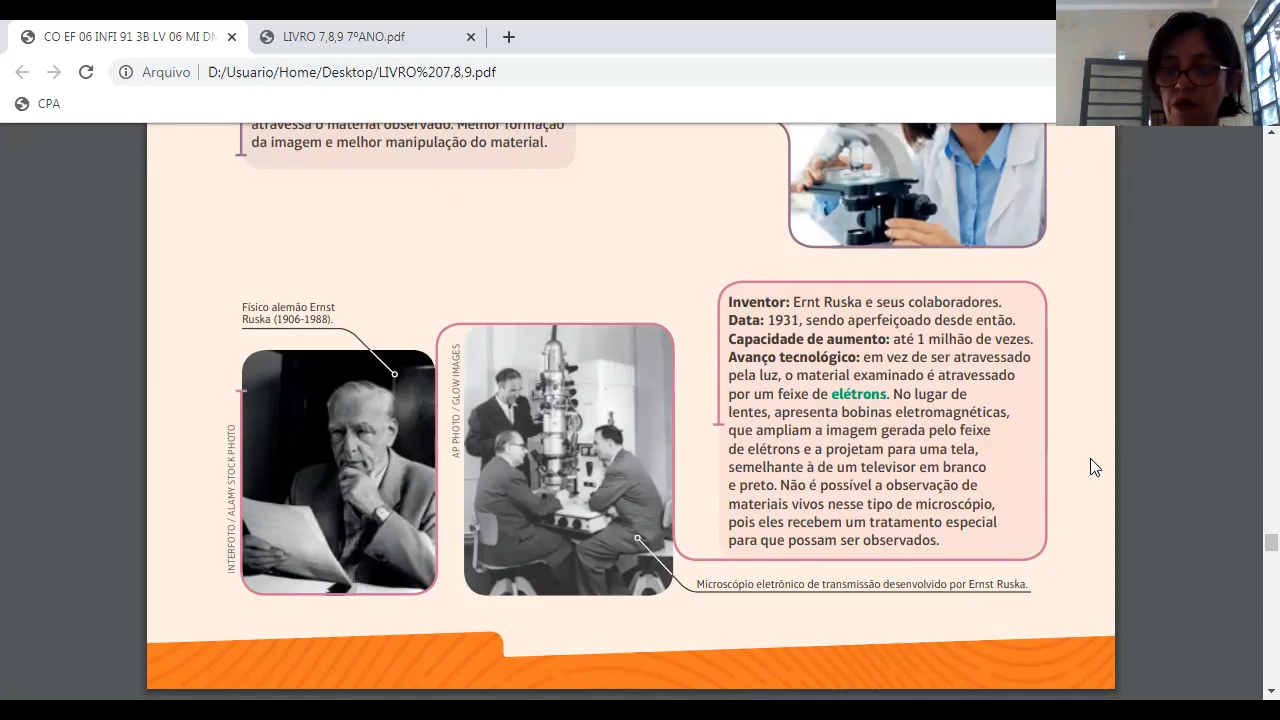 CO EF 06 INFI 91 3B LV 06 MI DM
LIVRO 7,8,9 7ºANO.pdf
Arquivo
D:/Usuario/Home/Desktop/LIVRO%207,8,9.pdf
CPA
atravessa o material observado. Melhor formação
da imagem e melhor manipulação do material.
Físico alemão Ernst
Ruska (1906-1988).
INTERFOTO / ALAMY STOCK PHOTO
AP PHOTO / GLOW IMAGES
Inventor: Ernt Ruska e seus colaboradores.
Data: 1931, sendo aperfeiçoado desde então.
Capacidade de aumento: até 1 milhão de vezes.
Avanço tecnológico: em vez de ser atravessado
pela luz, o material examinado é atravessado
por um feixe de elétrons. No lugar de
lentes, apresenta bobinas eletromagnéticas,
que ampliam a imagem gerada pelo feixe
de elétrons e a projetam para uma tela,
semelhante à de um televisor em branco
e preto. Não é possível a observação de
materiais vivos nesse tipo de microscópio,
pois eles recebem um tratamento especial
para que possam ser observados.
Microscópio eletrônico de transmissão desenvolvido por Ernst Ruska.